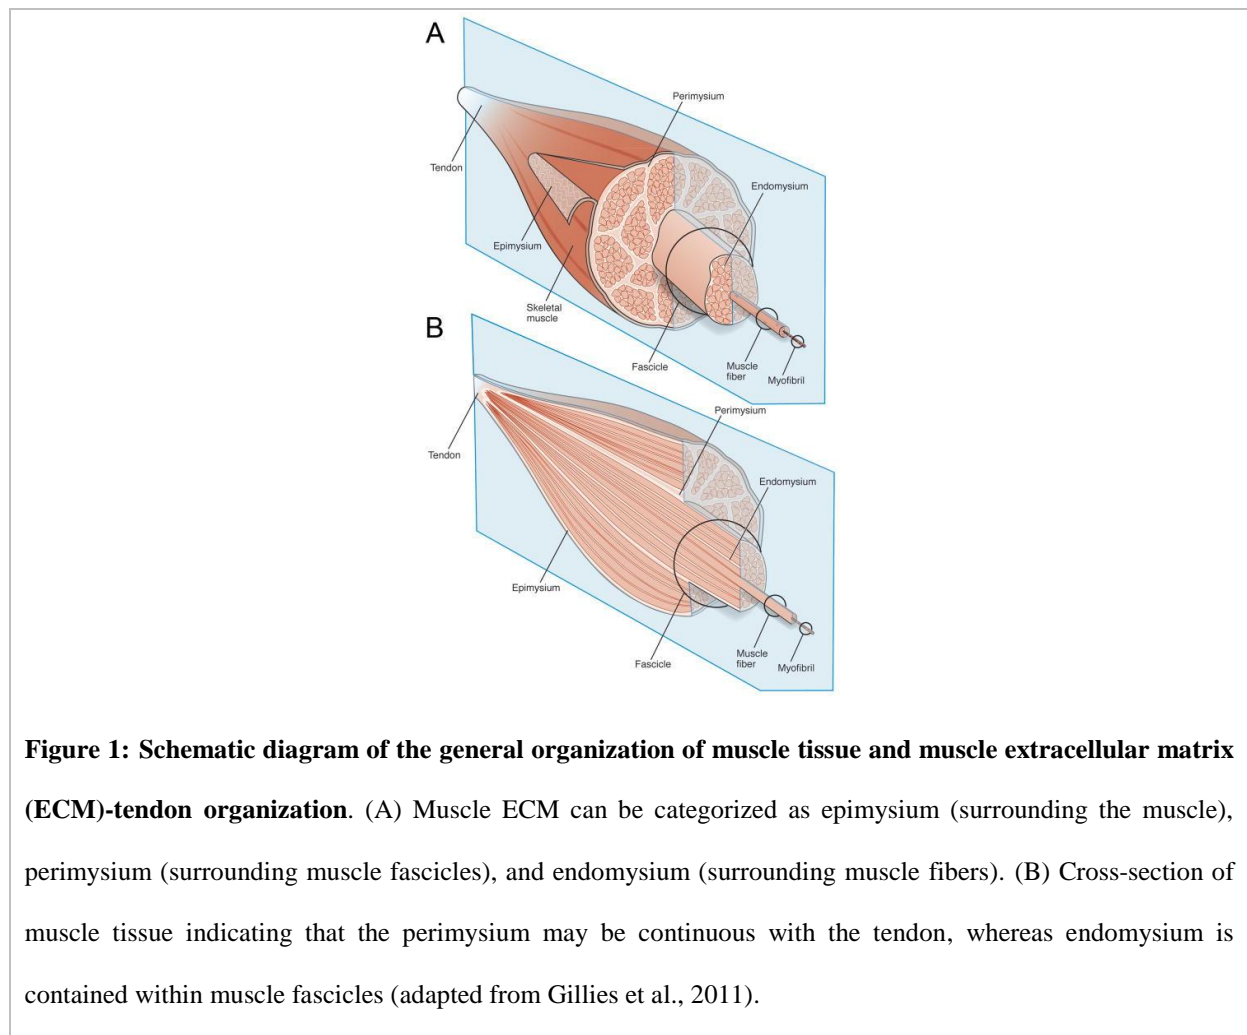 A
Perimysium
Tendon
Endomysium
Epimysium
Skeletal
muscle
Fascicle
Muscle
fiber
Myofibril
B
Perimysium
Tendon
Endomysium
Epimysium
Fascicle
Muscle
fiber
Myofibril
Figure 1: Schematic diagram of the general organization of muscle tissue and muscle extracellular matrix
(ECM)-tendon organization. (A) Muscle ECM can be categorized as epimysium (surrounding the muscle),
perimysium (surrounding muscle fascicles), and endomysium (surrounding muscle fibers). (B) Cross-section of
muscle tissue indicating that the perimysium may be continuous with the tendon, whereas endomysium is
contained within muscle fascicles (adapted from Gillies et al., 2011).